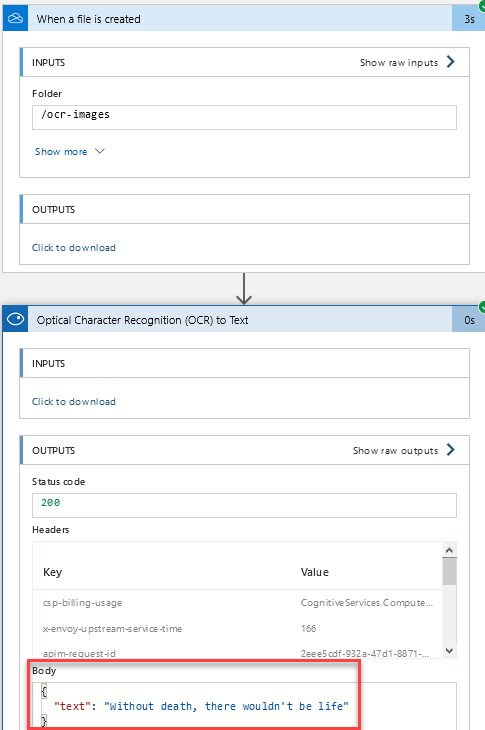 When a file is created
3s
INPUTS
Show raw inputs
Folder
/ocr-images
Show more
OUTPUTS
Click to download
Optical Character Recognition (OCR) to Text
0s
INPUTS
Click to download
OUTPUTS
Show raw outputs
Status code
200
Headers
Key Value
csp-billing-usage CognitiveServices.Compute...
x-envoy-upstream-service-time 166
apim-request-id 2eee5cdf-932a-47d1-8871-...
Body
{
"text": "Without death, there wouldn't be life"
}